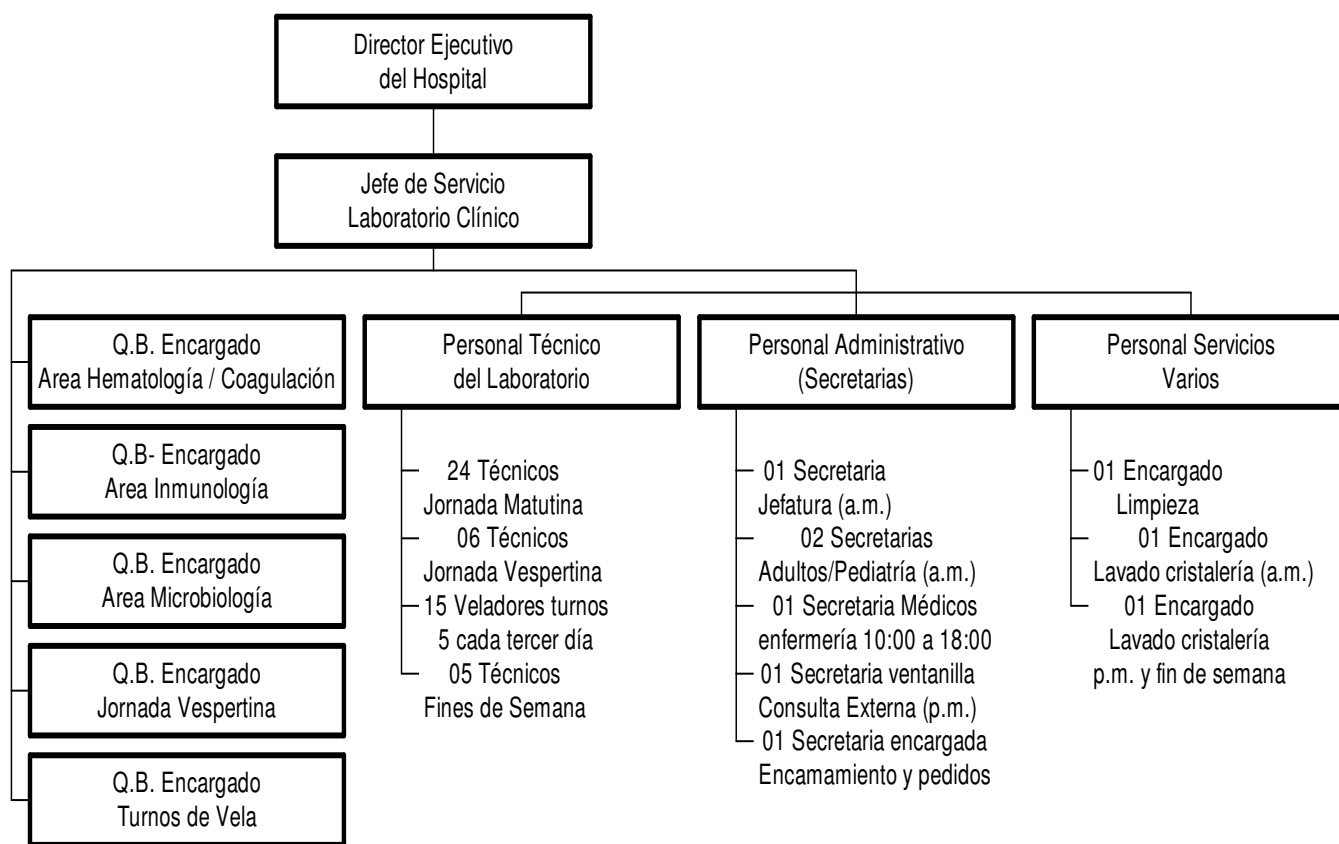 Director Ejecutivo
del Hospital
Jefe de Servicio
Laboratorio Clínico
Q.B. Encargado
Area Hematología / Coagulación
Q.B- Encargado
Area Inmunología
Q.B. Encargado
Area Microbiología
Q.B. Encargado
Jornada Vespertina
Q.B. Encargado
Turnos de Vela
Personal Técnico
del Laboratorio
24 Técnicos
Jornada Matutina
06 Técnicos
Jornada Vespertina
15 Veladores turnos
5 cada tercer día
05 Técnicos
Fines de Semana
Personal Administrativo
(Secretarias)
01 Secretaria
Jefatura (a.m.)
02 Secretarias
Adultos/Pediatría (a.m.)
01 Secretaria Médicos
enfermería 10:00 a 18:00
01 Secretaria ventanilla
Consulta Externa (p.m.)
01 Secretaria encargada
Encamamiento y pedidos
Personal Servicios
Varios
01 Encargado
Limpieza
01 Encargado
Lavado cristalería (a.m.)
01 Encargado
Lavado cristalería
p.m. y fin de semana